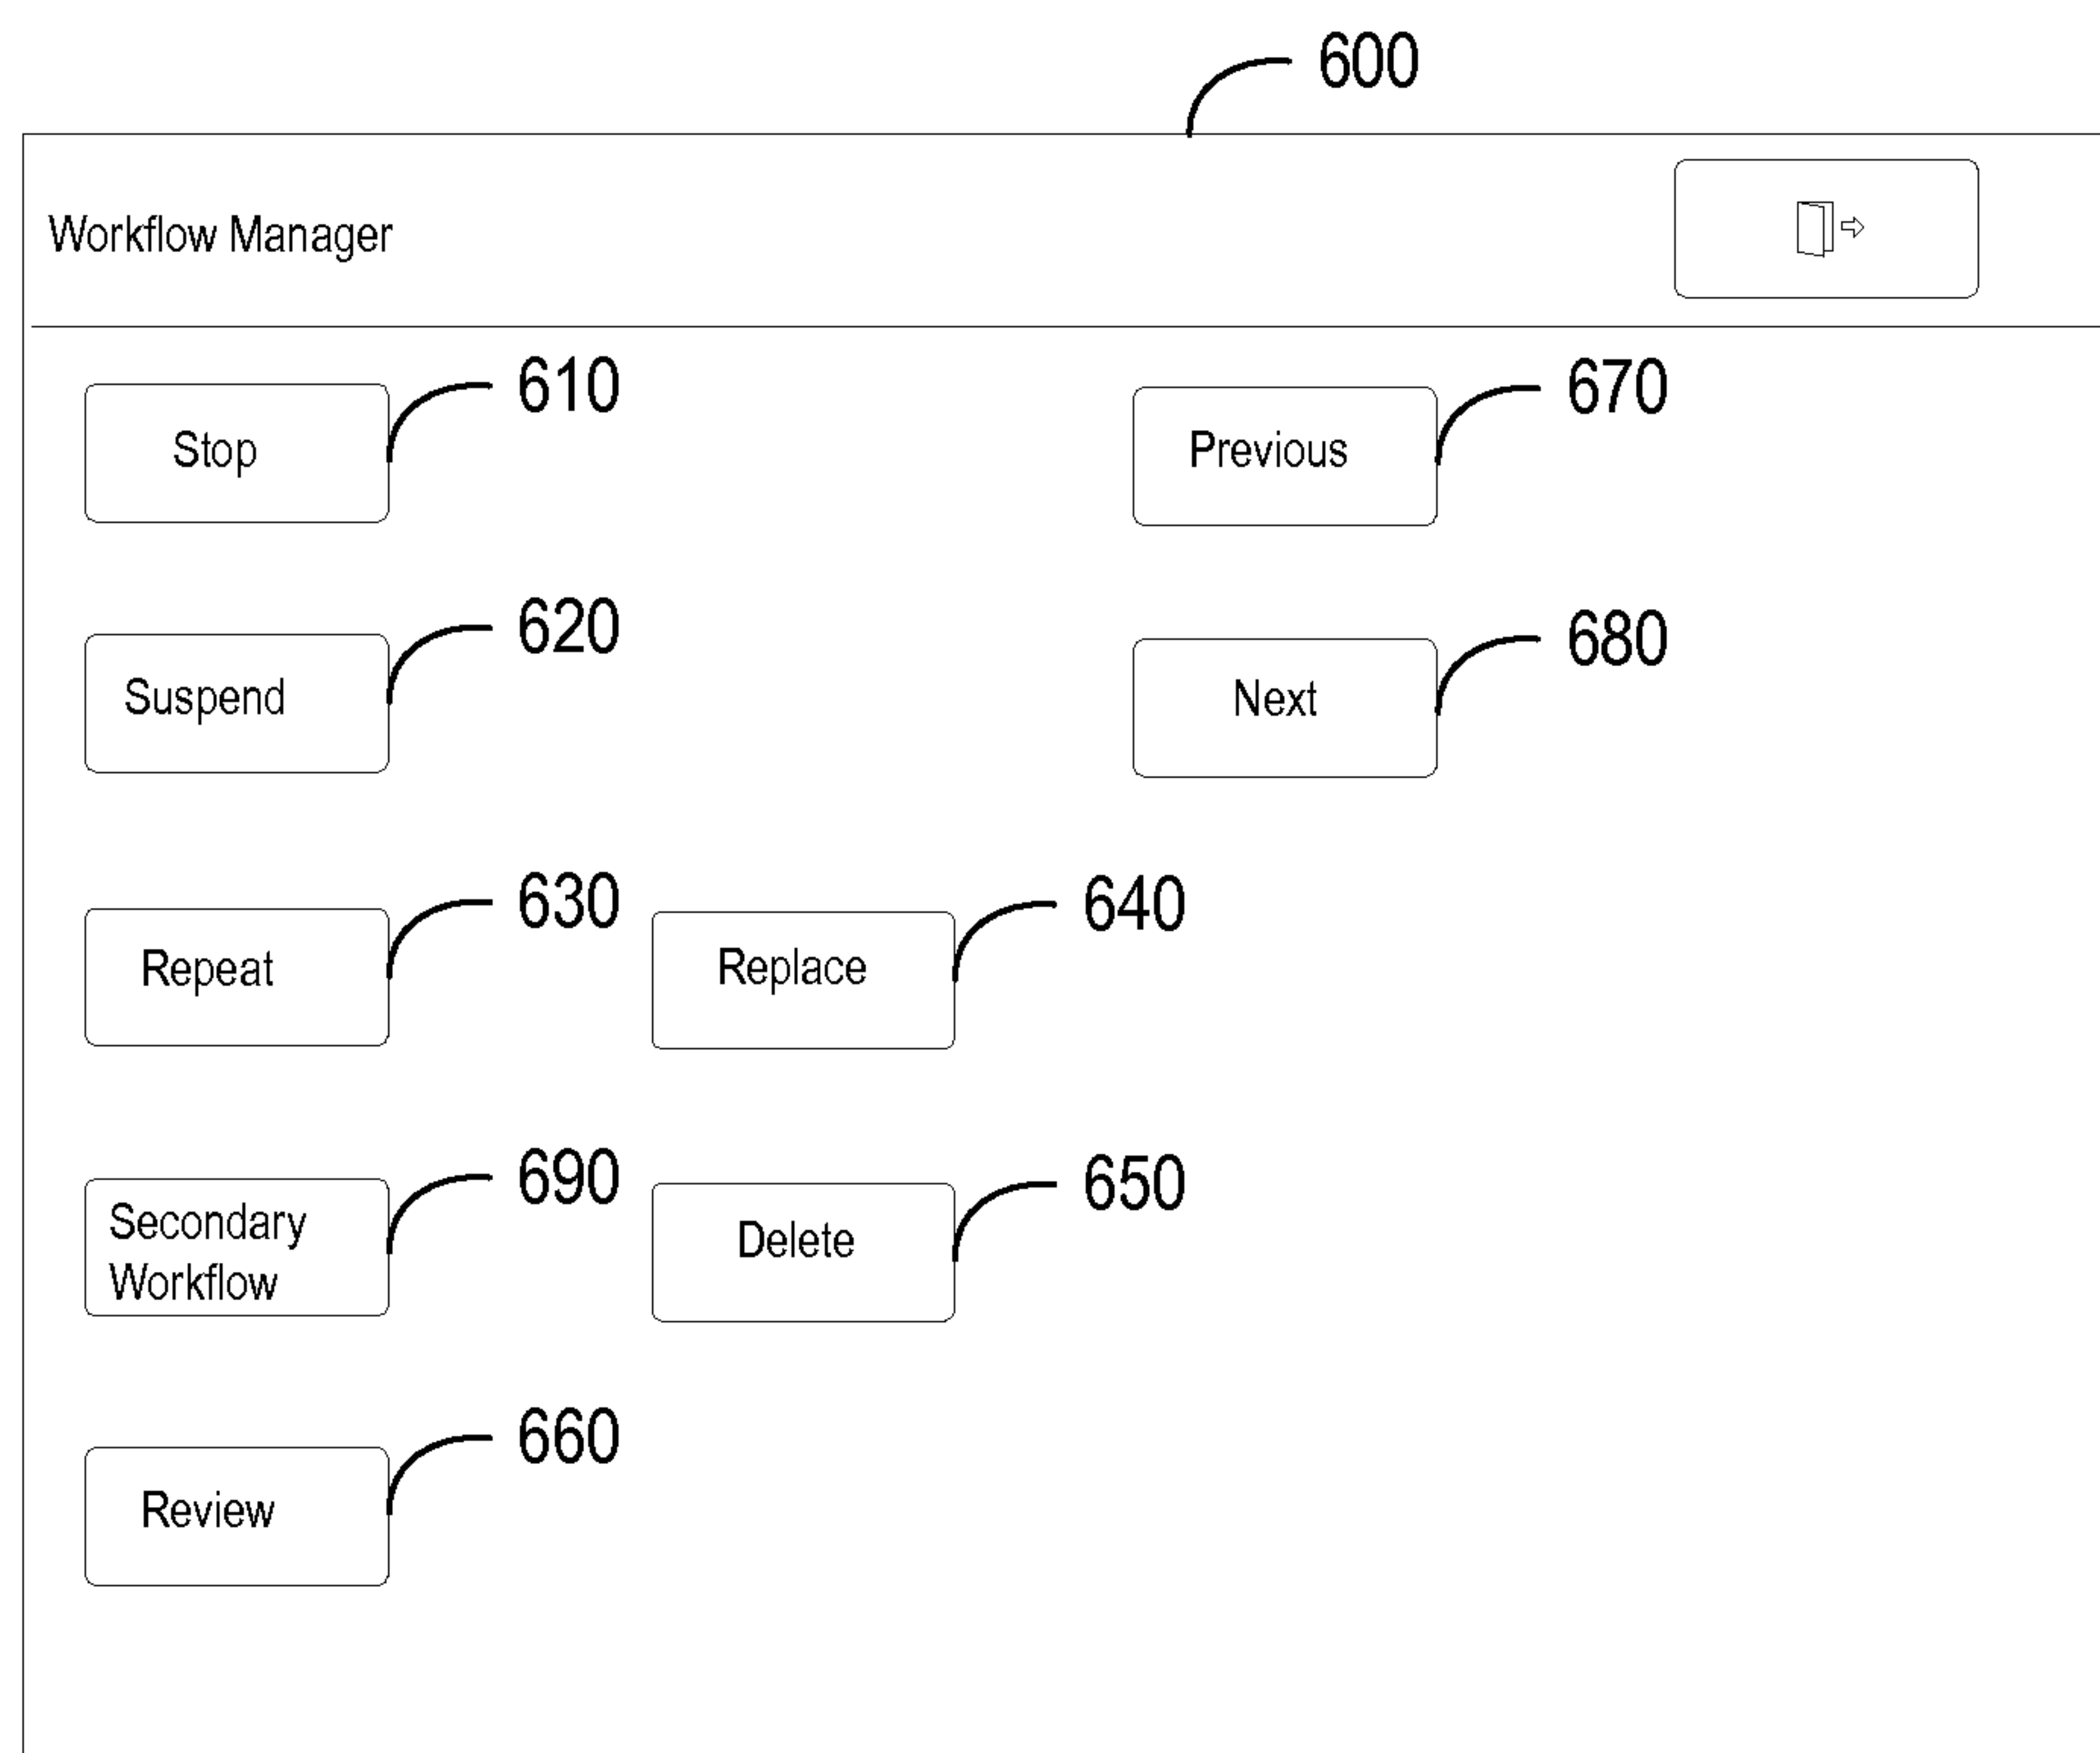 600
Workflow Manager
Stop
610
Previous
670
Suspend
620
Next
680
Repeat
630
Replace
640
Secondary
Workflow
690
Delete
650
Review
660